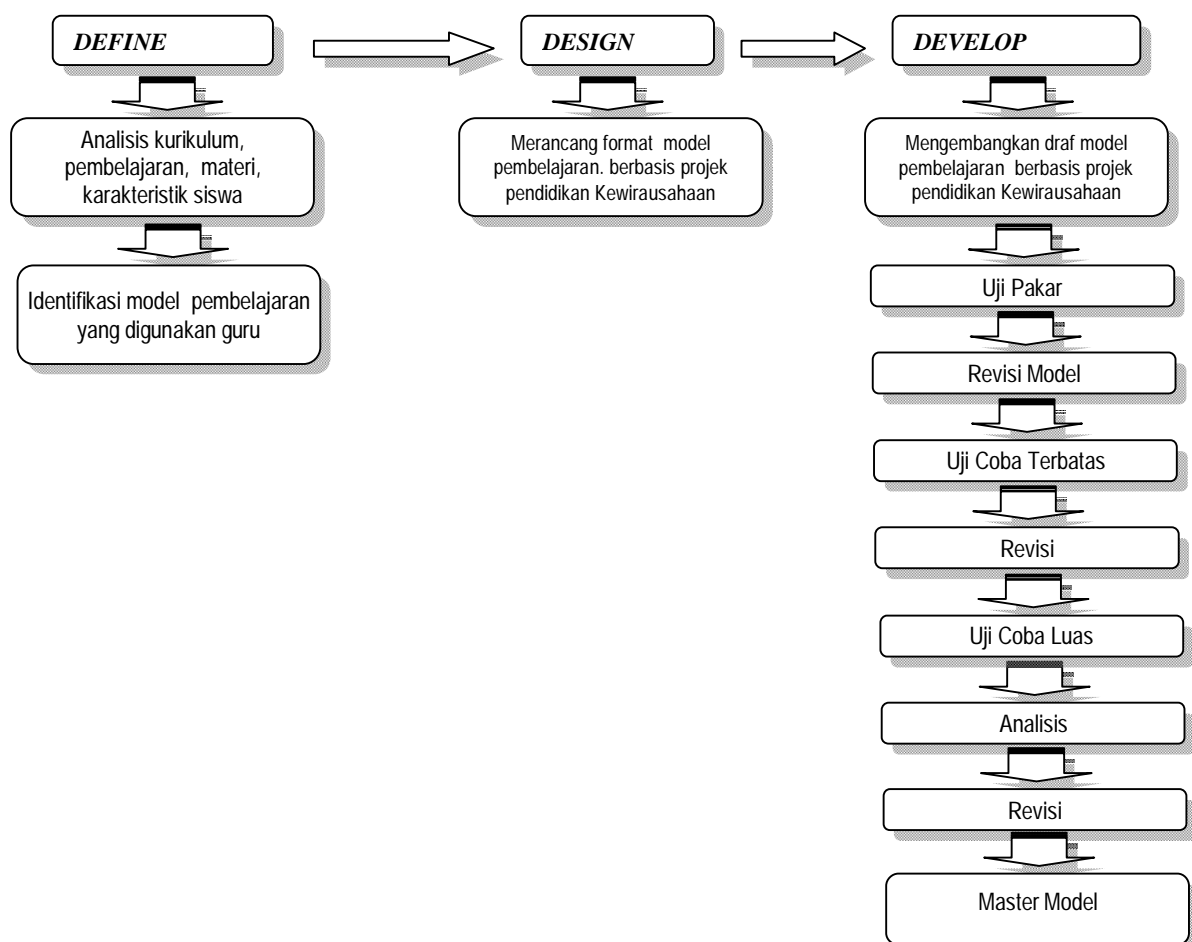 DEFINE
Analisis kurikulum,
pembelajaran, materi,
karakteristik siswa
Identifikasi model pembelajaran
yang digunakan guru
DESIGN
Merancang format model
pembelajaran. berbasis projek
pendidikan Kewirausahaan
DEVELOP
Mengembangkan draf model
pembelajaran berbasis projek
pendidikan Kewirausahaan
Uji Pakar
Revisi Model
Uji Coba Terbatas
Revisi
Uji Coba Luas
Analisis
Revisi
Master Model